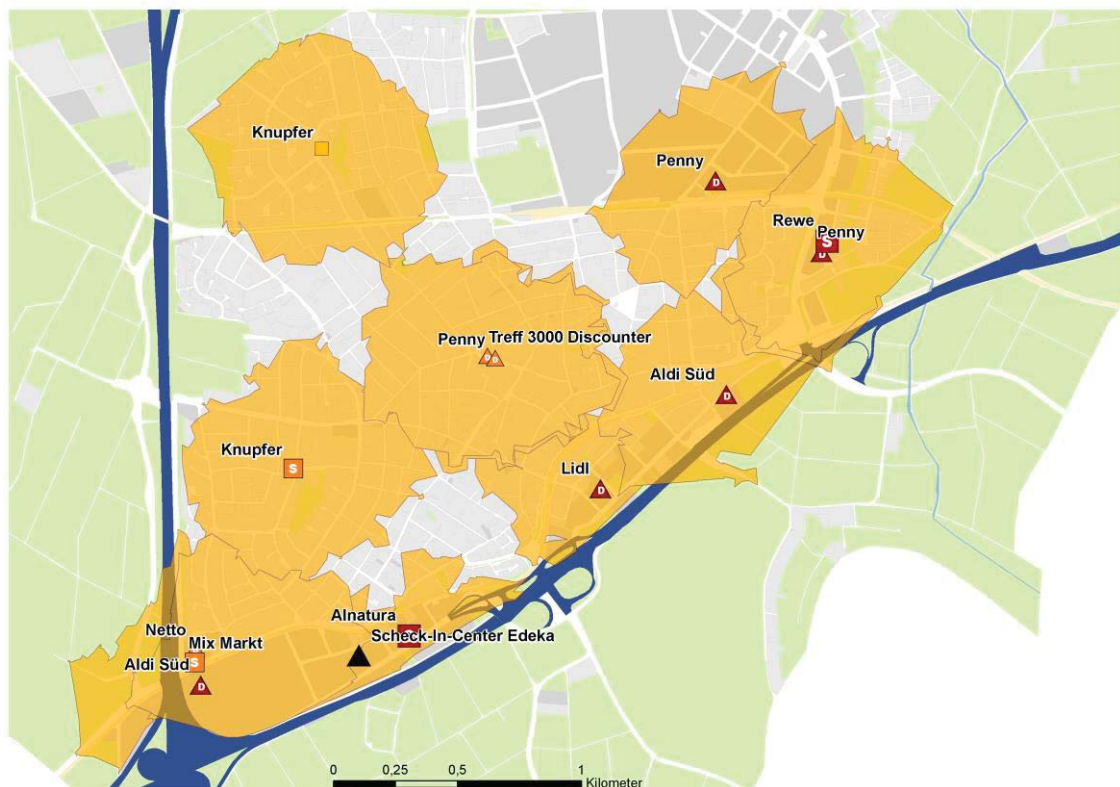 Knupfer
Penny
D
Rewe
Penny
S
D
Penny Treff 3000 Discounter
D D
Aldi Süd
D
Knupfer
S
Lidl
D
Alnatura
Scheck-In-Center Edeka
Netto
Mix Markt
Aldi Süd
S
D
0 0,25 0,5 1
Kilometer